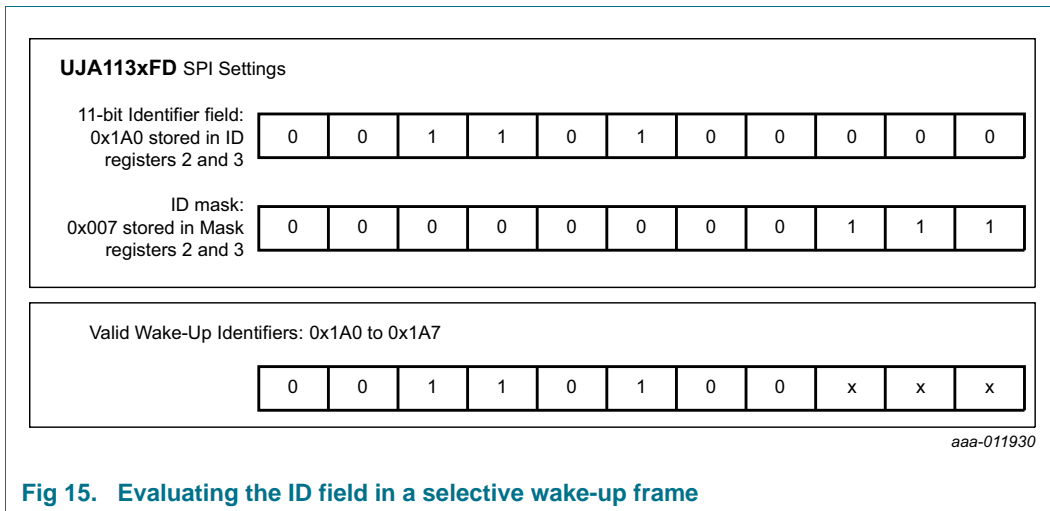 UJA113xFD SPI Settings
11-bit Identifier field:
0x1A0 stored in ID
registers 2 and 3
0 0 1 1 0 1 0 0 0 0 0
ID mask:
0x007 stored in Mask
registers 2 and 3
0 0 0 0 0 0 0 0 1 1 1
Valid Wake-Up Identifiers: 0x1A0 to 0x1A7
0 0 1 1 0 1 0 0 x x x
aaa-011930
Fig 15. Evaluating the ID field in a selective wake-up frame